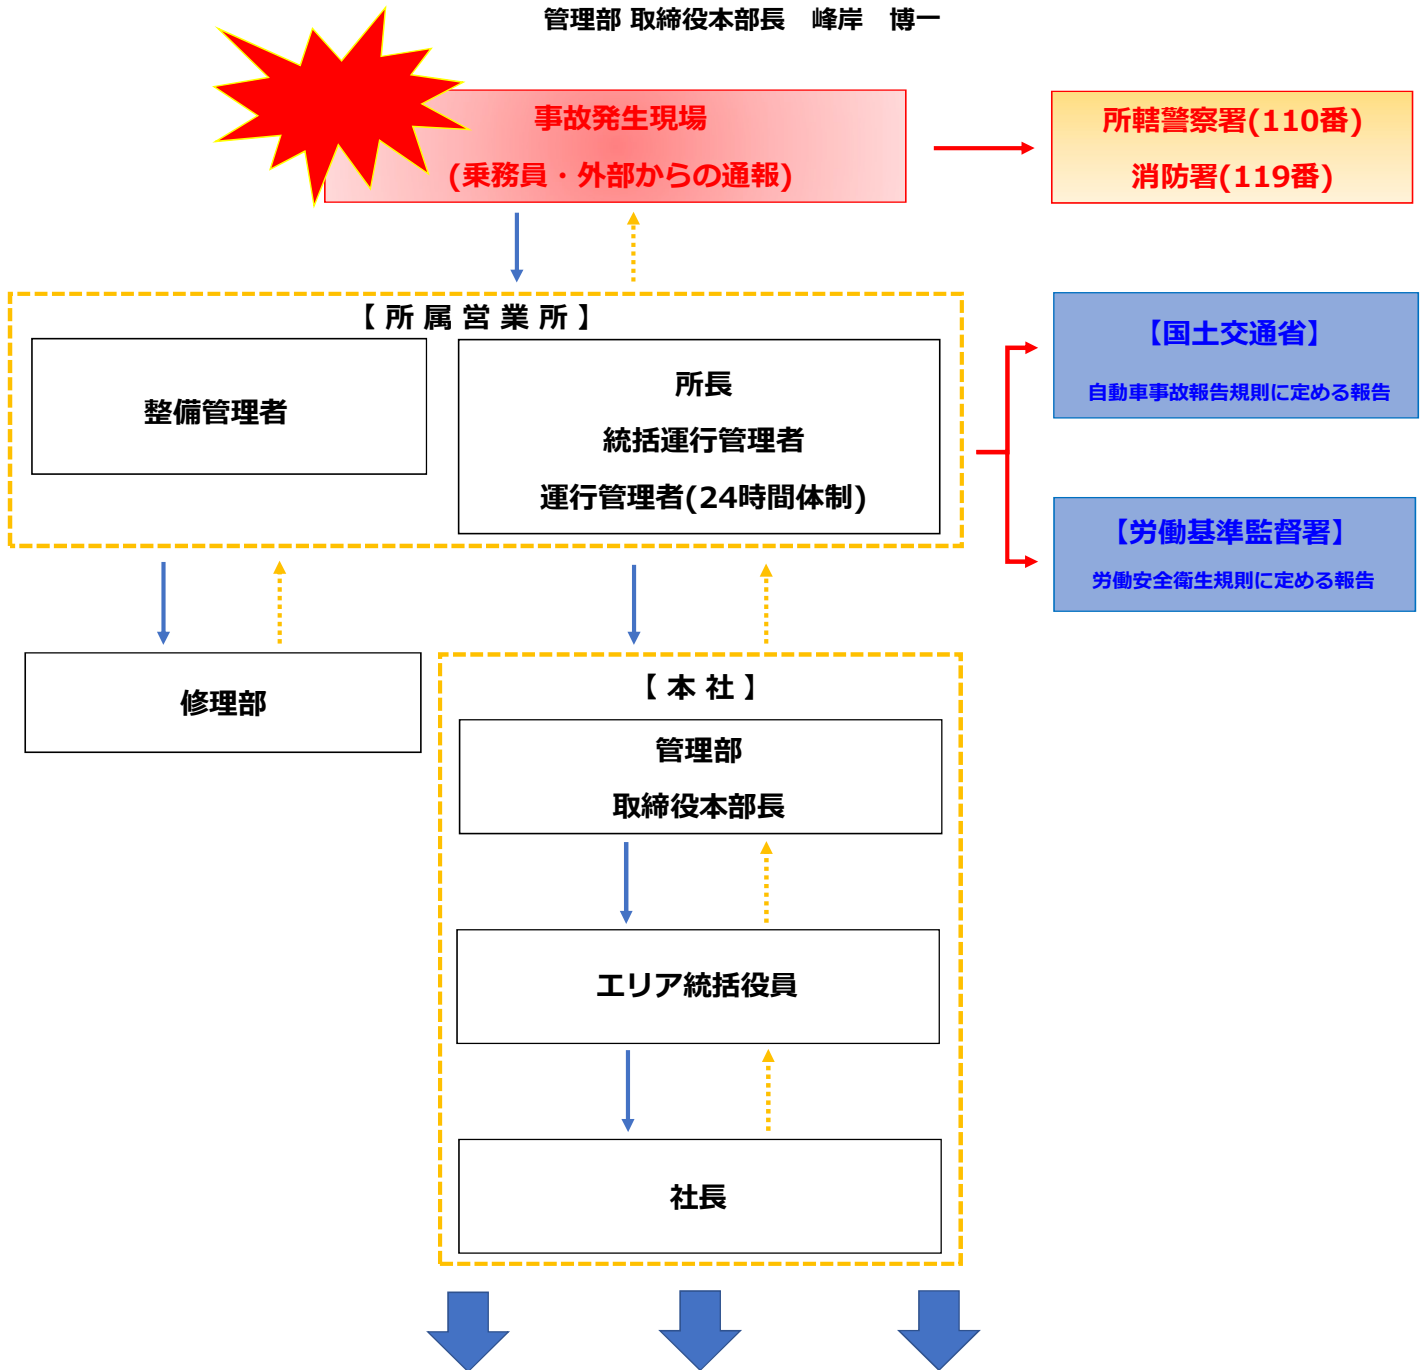 管理部 取締役本部長　峰岸　博一
事故発生現場
(乗務員・外部からの通報)
所轄警察署(110番)
消防署(119番)
【 所 属 営 業 所 】
整備管理者
所長
統括運行管理者
運行管理者(24時間体制)
【国土交通省】
自動車事故報告規則に定める報告
【労働基準監督署】
労働安全衛生規則に定める報告
修理部
【 本 社 】
管理部
取締役本部長
エリア統括役員
社長